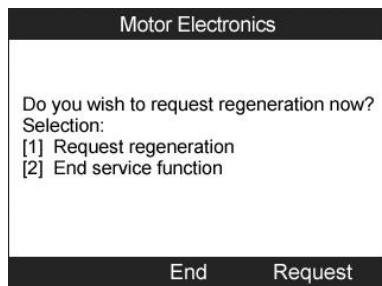 Motor Electronics
Do you wish to request regeneration now?
Selection:
[1] Request regeneration
[2] End service function
End Request